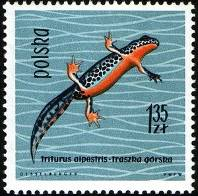 polska
1.35
zł
triturus alpestris-traszka górska